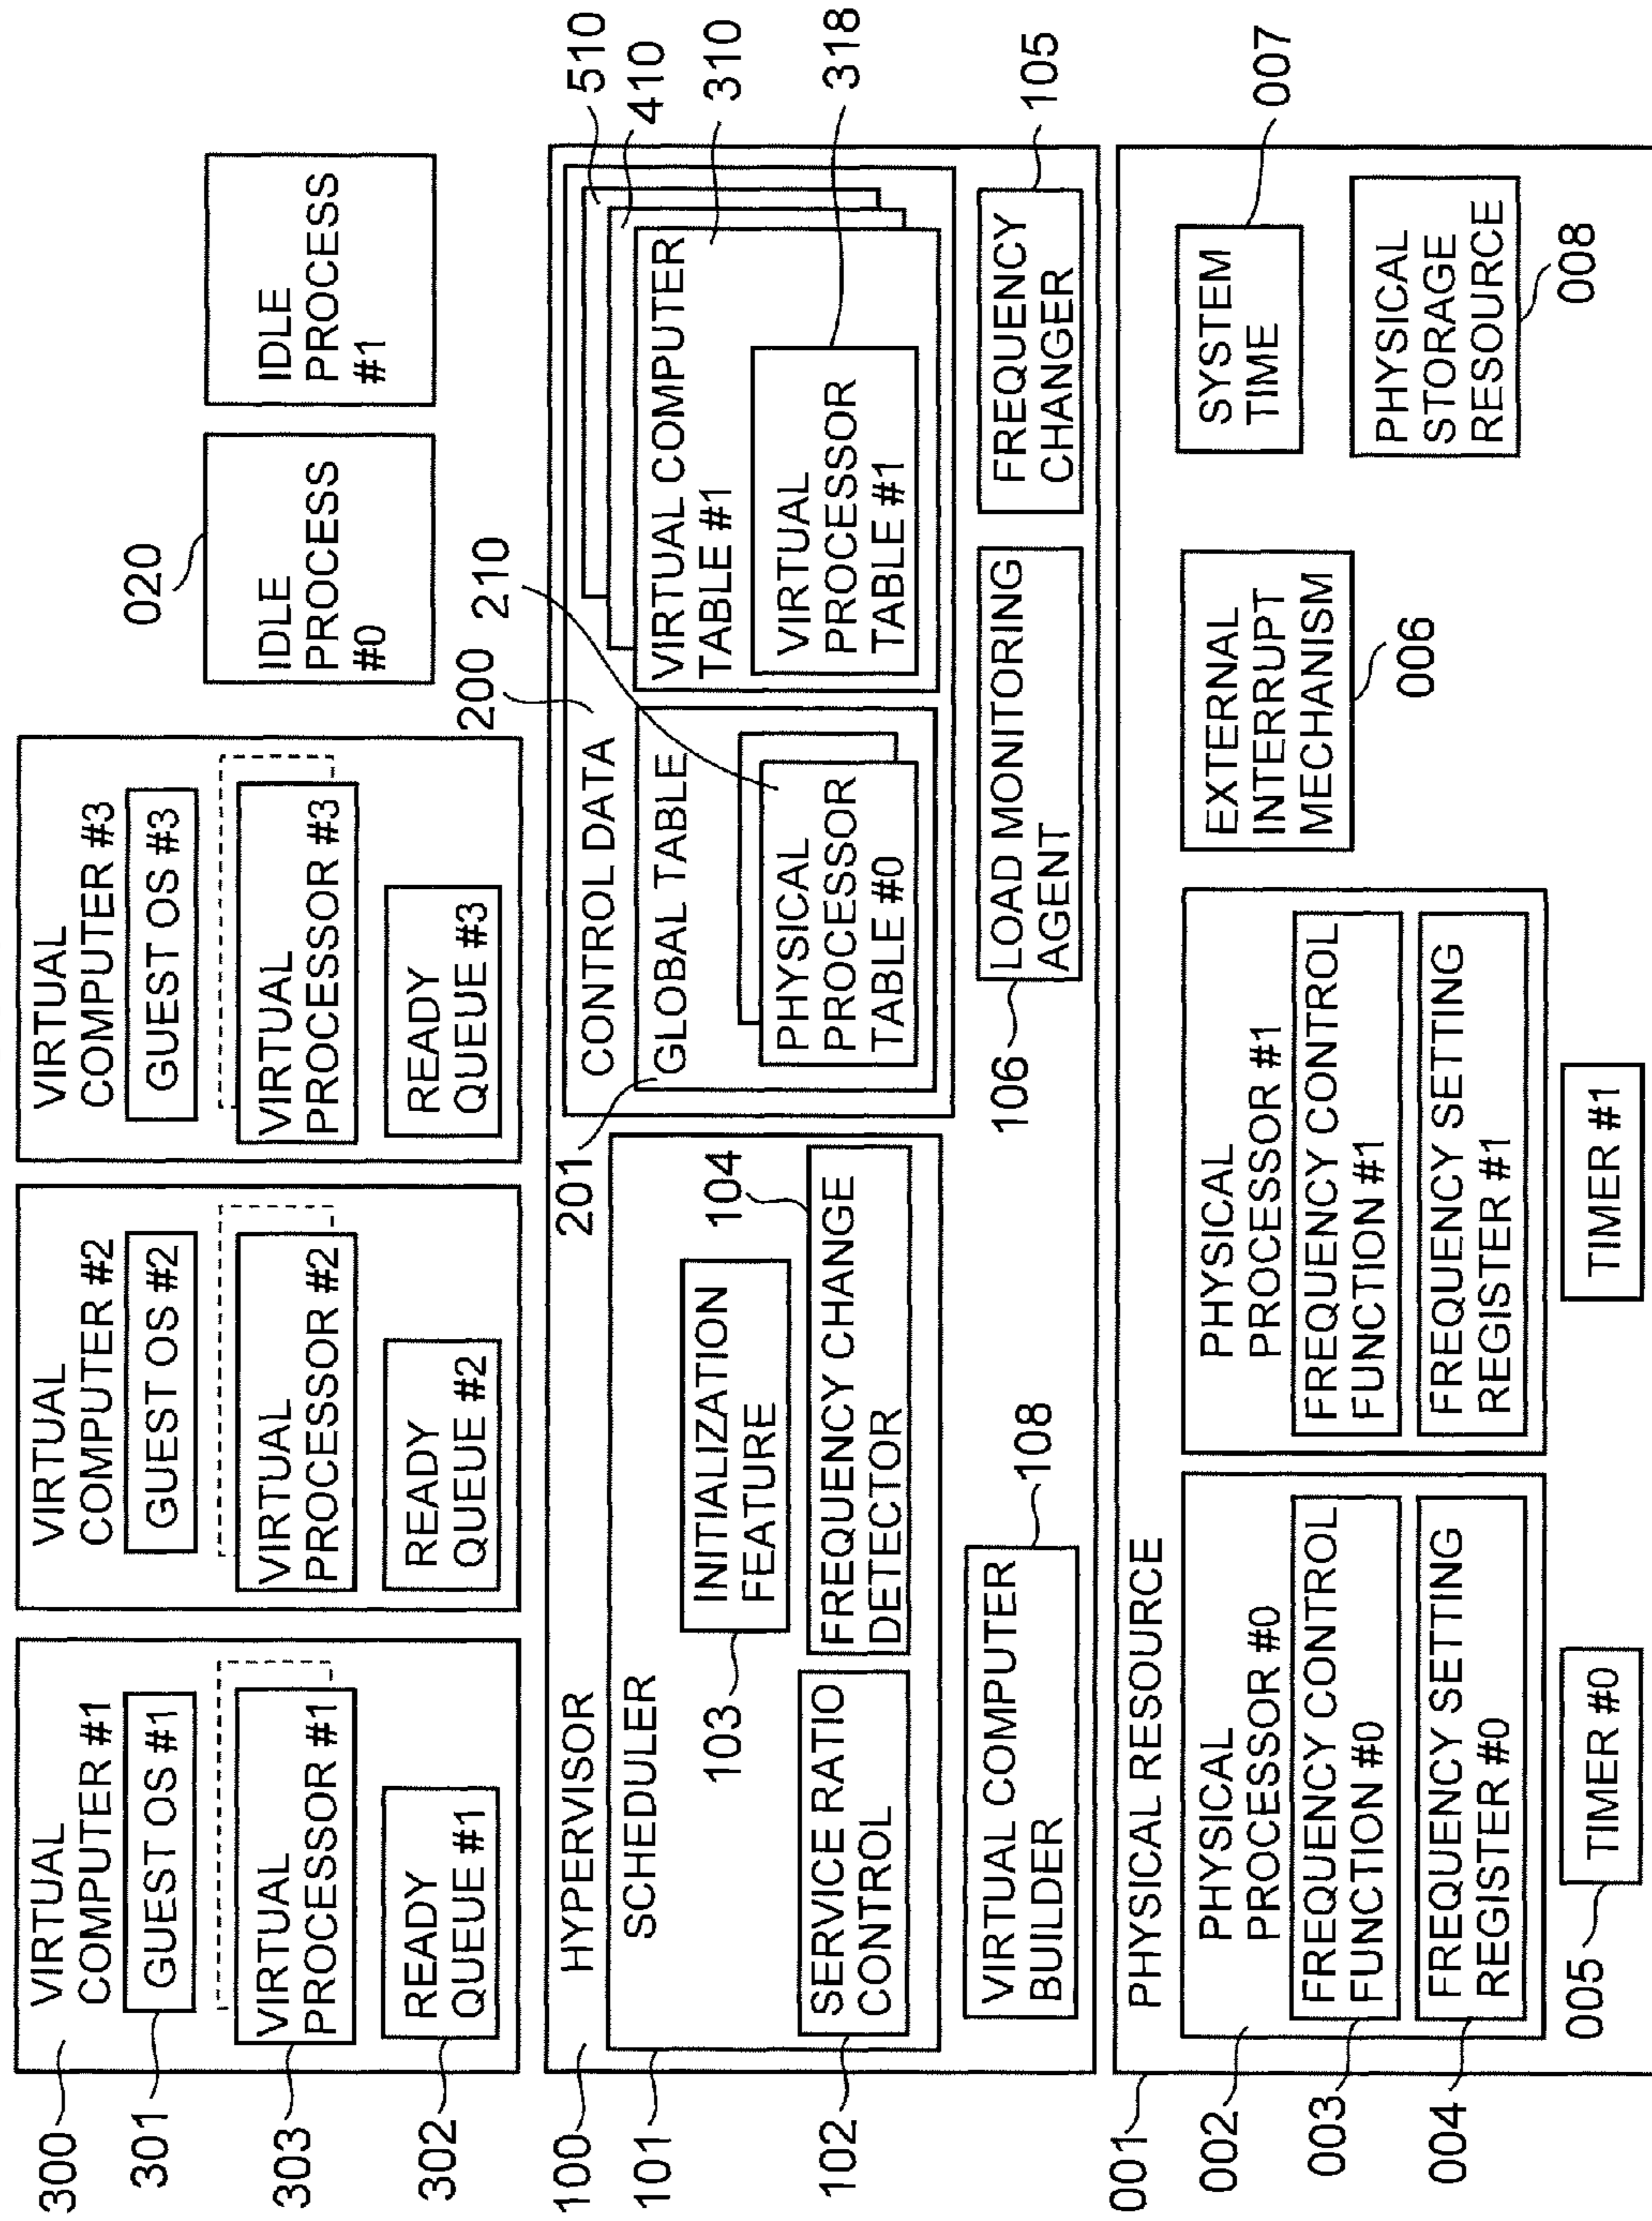 300
VIRTUAL
COMPUTER #1
301
GUEST OS #1
303
VIRTUAL
PROCESSOR #1
302
READY
QUEUE #1
VIRTUAL
COMPUTER #2
GUEST OS #2
VIRTUAL
PROCESSOR #2
READY
QUEUE #2
VIRTUAL
COMPUTER #3
GUEST OS #3
VIRTUAL
PROCESSOR #3
READY
QUEUE #3
020
IDLE
PROCESS
#0
IDLE
PROCESS
#1
100
HYPERVISOR
101
SCHEDULER
103
INITIALIZATION
FEATURE
102
SERVICE RATIO
CONTROL
104
FREQUENCY CHANGE
DETECTOR
VIRTUAL COMPUTER
BUILDER
108
200
CONTROL DATA
201
GLOBAL TABLE
210
PHYSICAL
PROCESSOR
TABLE #0
510
410
310
VIRTUAL COMPUTER
TABLE #1
318
VIRTUAL
PROCESSOR
TABLE #1
106
LOAD MONITORING
AGENT
FREQUENCY
CHANGER
105
001
PHYSICAL RESOURCE
002
PHYSICAL
PROCESSOR #0
003
FREQUENCY CONTROL
FUNCTION #0
004
FREQUENCY SETTING
REGISTER #0
005
TIMER #0
PHYSICAL
PROCESSOR #1
FREQUENCY CONTROL
FUNCTION #1
FREQUENCY SETTING
REGISTER #1
TIMER #1
EXTERNAL
INTERRUPT
MECHANISM
006
SYSTEM
TIME
007
PHYSICAL
STORAGE
RESOURCE
008